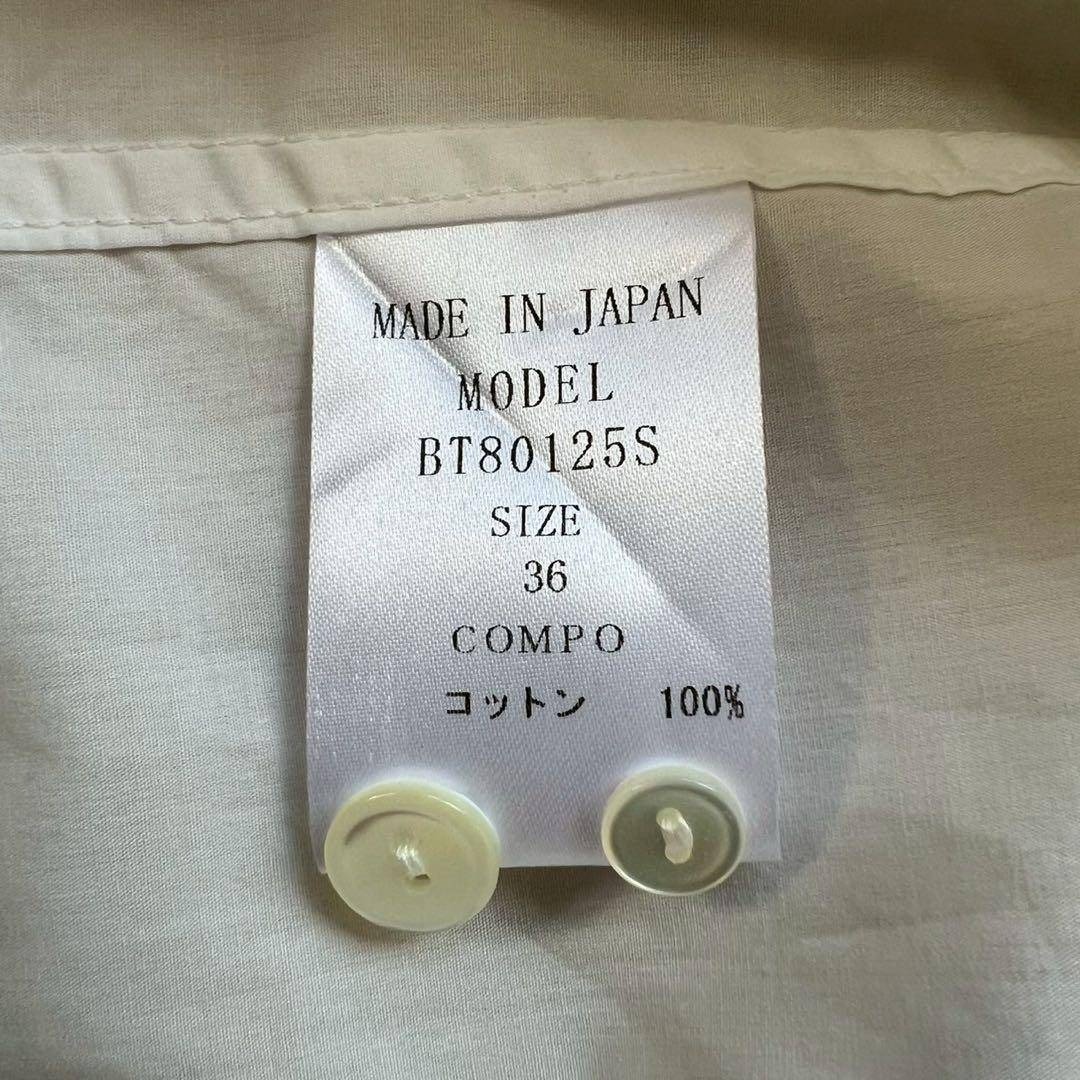 MADE IN JAPAN
MODEL
BT80125S
SIZE
36
COMPO
コットン 100%